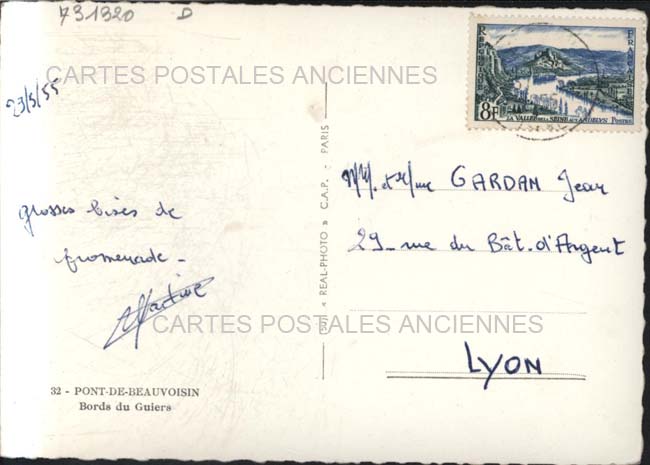 731320 D
CARTES POSTALES ANCIENNES
23/5/55
grosses bises de
promenade -
Martine
CARTES POSTALES ANCIENNES
32 - PONT-DE-BEAUVOISIN
Bords du Guiers
« REAL-PHOTO » C.A.P. - PARIS
8F
LA VALLÉE DE LA SEINE AUX ANDELYS POSTES
Mr. et Mme GARDAN Jean
29 - rue du Bât. d'Argent
LYON